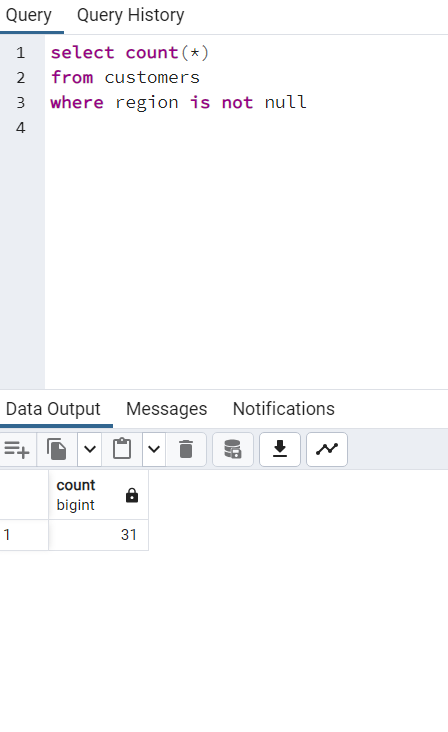 Query Query History
1 select count(*)
2 from customers
3 where region is not null
4
Data Output Messages Notifications
count
bigint
1 31